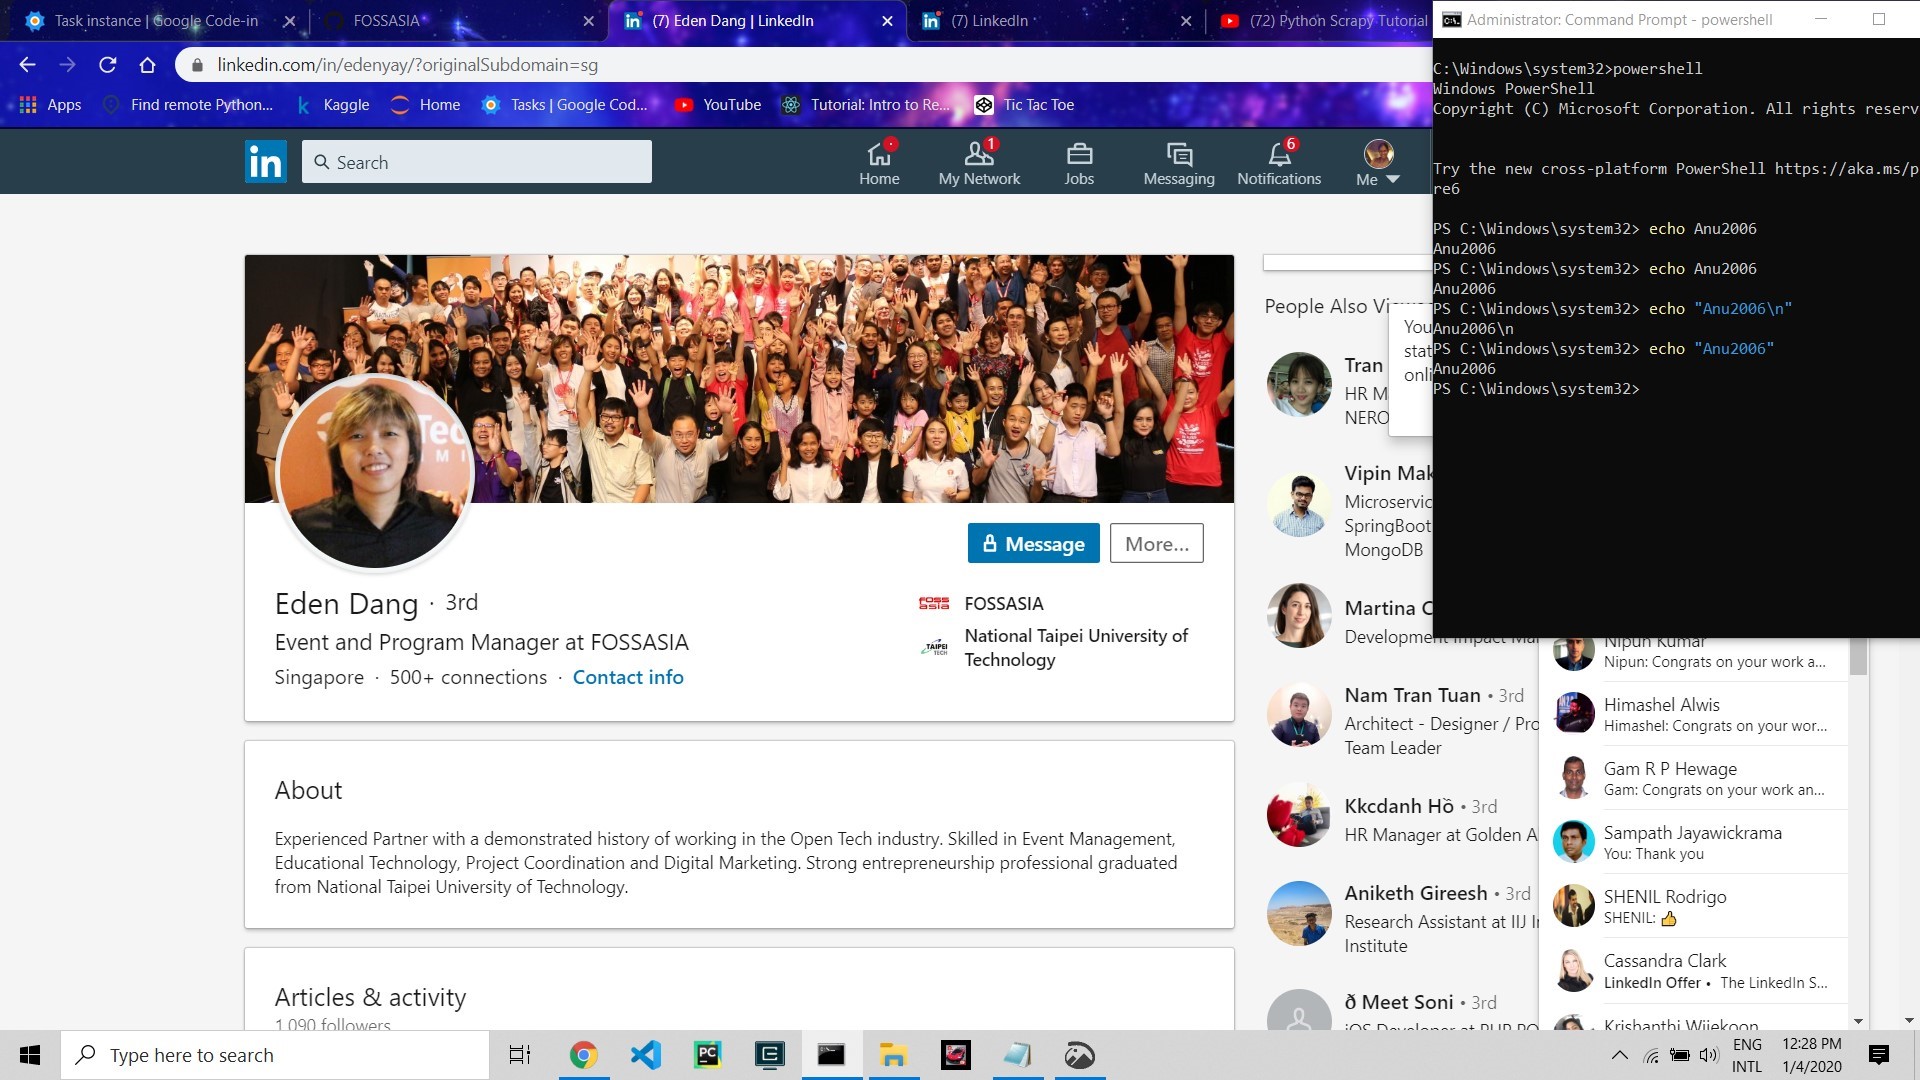 Task instance | Google Code-in
FOSSASIA
(7) Eden Dang | LinkedIn
(7) LinkedIn
(72) Python Scrapy Tutorial
linkedin.com/in/edenyay/?originalSubdomain=sg
Apps
Find remote Python...
Kaggle
Home
Tasks | Google Cod...
YouTube
Tutorial: Intro to Re...
Tic Tac Toe
in
Search
Home
1
My Network
Jobs
Messaging
6
Notifications
Me
Eden Dang · 3rd
Event and Program Manager at FOSSASIA
Singapore · 500+ connections · Contact info
Message
More...
FOSSASIA
National Taipei University of
Technology
About
Experienced Partner with a demonstrated history of working in the Open Tech industry. Skilled in Event Management,
Educational Technology, Project Coordination and Digital Marketing. Strong entrepreneurship professional graduated
from National Taipei University of Technology.
Articles & activity
1,090 followers
People Also
You
Tran
HR
NERO
Vipin
SpringBoot
MongoDB
Martina
Development Impact
Nam Tran Tuan • 3rd
Architect - Designer /
Team Leader
Kkcdanh Hồ • 3rd
HR Manager at Golden
Aniketh Gireesh • 3rd
Research Assistant at IIJ
Institute
ð Meet Soni • 3rd
Administrator: Command Prompt - powershell
C:\Windows\system32>powershell
Windows PowerShell
Copyright (C) Microsoft Corporation. All rights reserv
Try the new cross-platform PowerShell https://aka.ms/p
re6
PS C:\Windows\system32> echo Anu2006
Anu2006
PS C:\Windows\system32> echo Anu2006
Anu2006
PS C:\Windows\system32> echo "Anu2006\n"
Anu2006\n
PS C:\Windows\system32> echo "Anu2006"
Anu2006
PS C:\Windows\system32>
Nipun Kumar
Nipun: Congrats on your work a...
Himashel Alwis
Himashel: Congrats on your wor...
Gam R P Hewage
Gam: Congrats on your work an...
Sampath Jayawickrama
You: Thank you
SHENIL Rodrigo
SHENIL: 👍
Cassandra Clark
LinkedIn Offer • The LinkedIn S...
Krishanthi Wijekoon
Type here to search
ENG
INTL
12:28 PM
1/4/2020